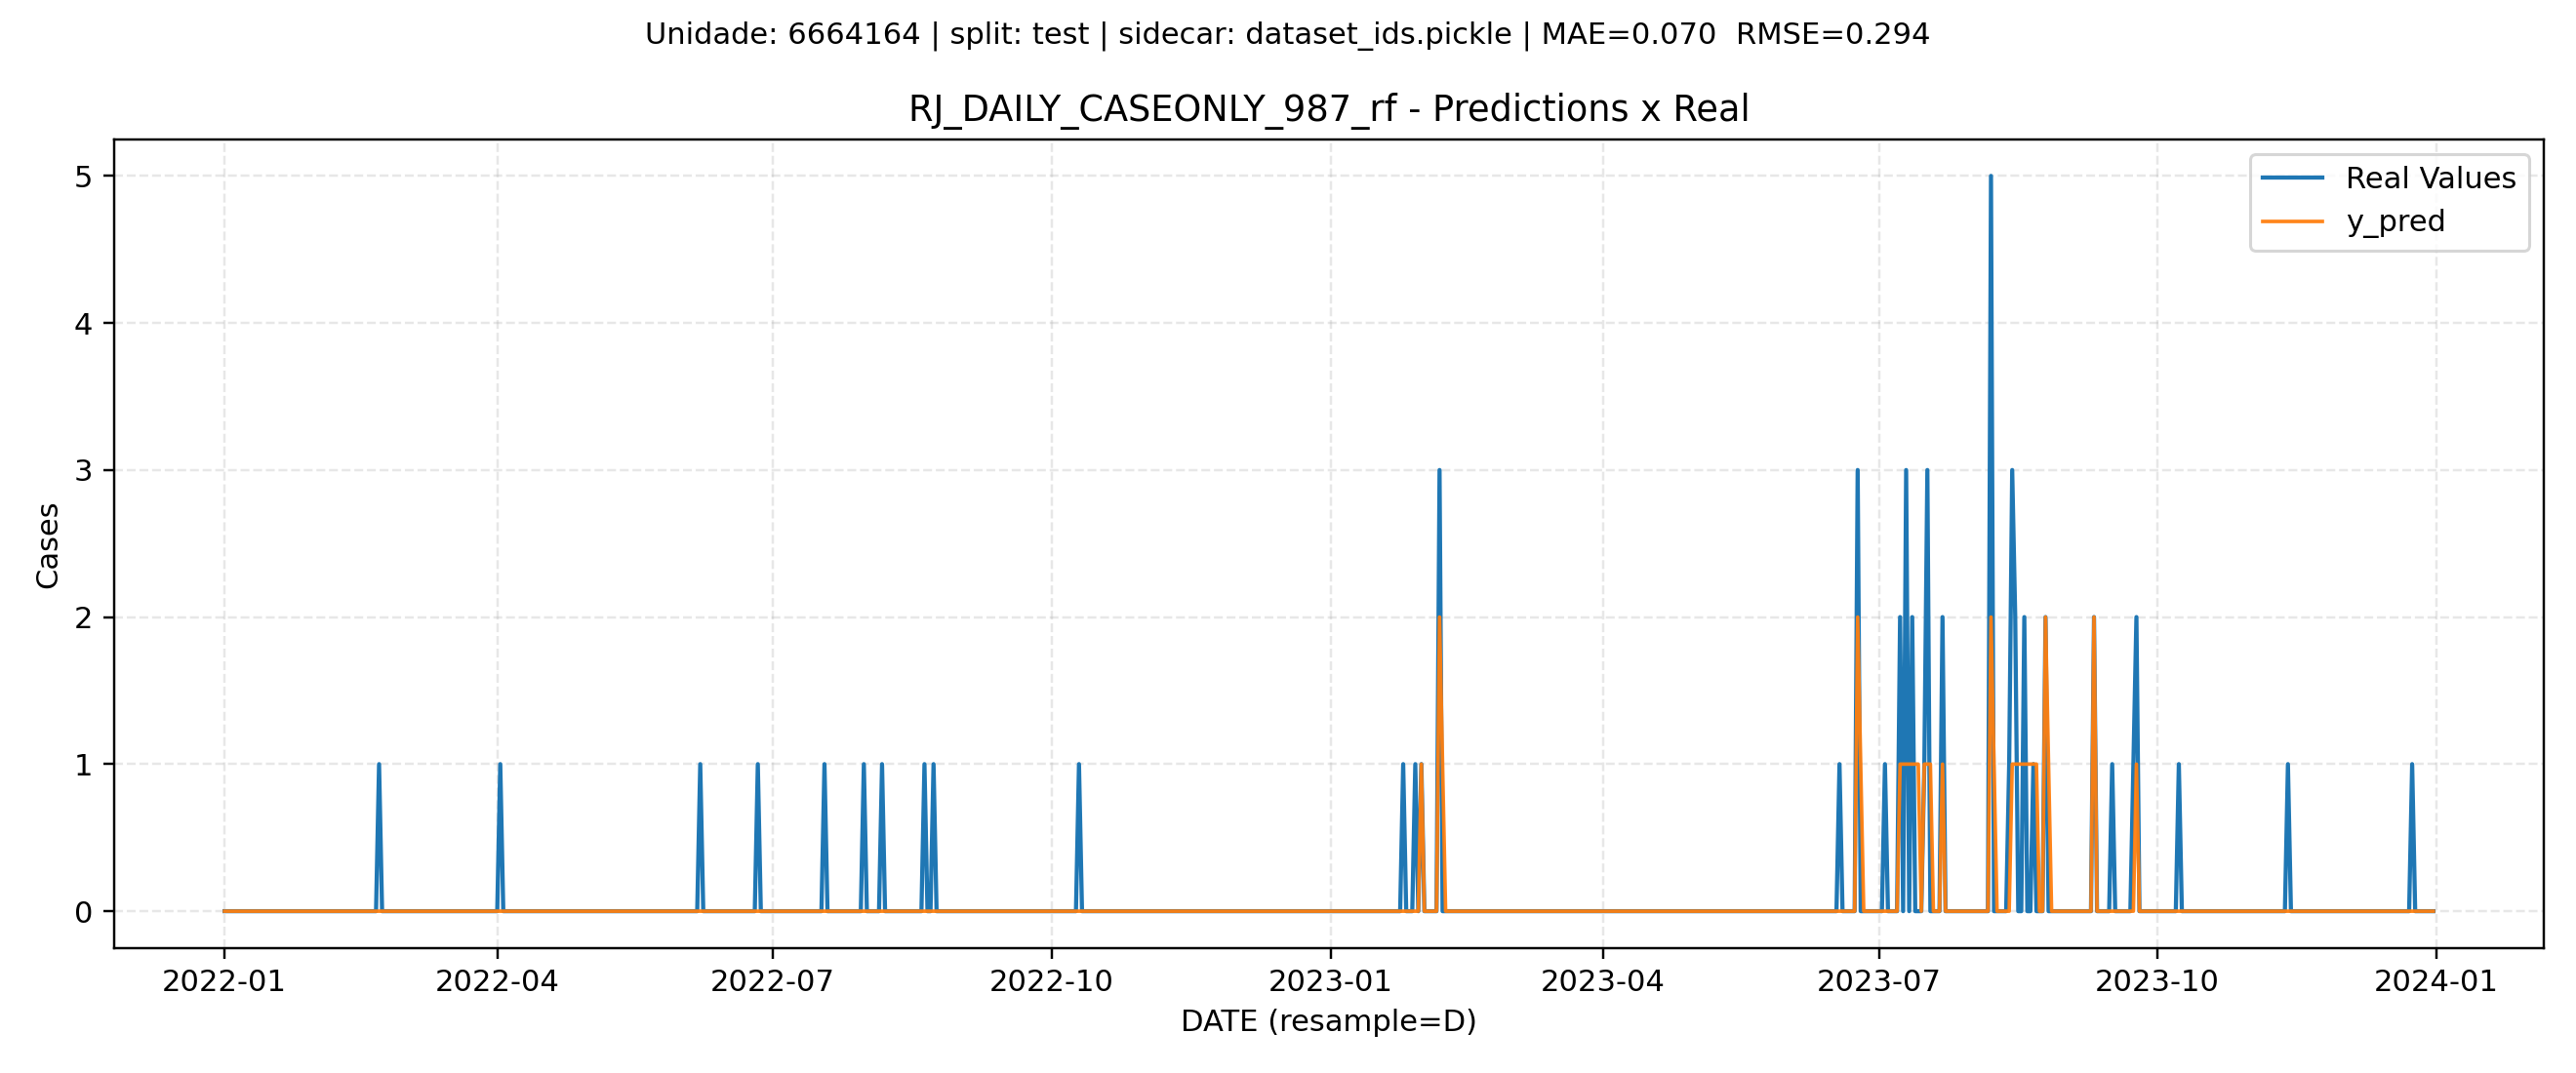 Unidade: 6664164 | split: test | sidecar: dataset_ids.pickle | MAE=0.070  RMSE=0.294
RJ_DAILY_CASEONLY_987_rf - Predictions x Real
Real Values
y_pred
5
4
3
2
1
0
Cases
2022-01
2022-04
2022-07
2022-10
2023-01
2023-04
2023-07
2023-10
2024-01
DATE (resample=D)